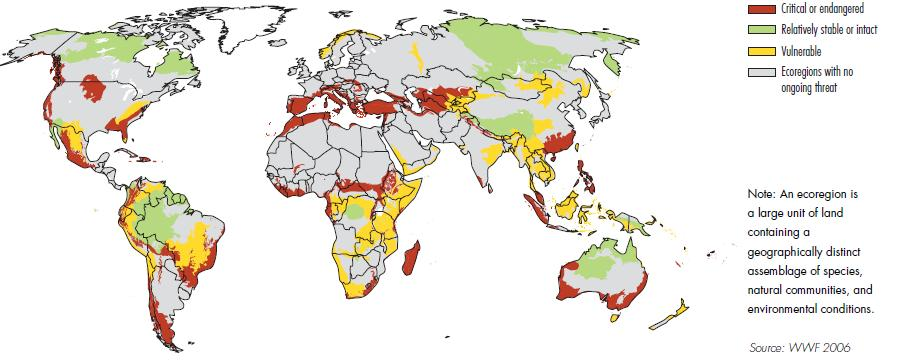 Critical or endangered
Relatively stable or intact
Vulnerable
Ecoregions with no
ongoing threat
Note: An ecoregion is
a large unit of land
containing a
geographically distinct
assemblage of species,
natural communities, and
environmental conditions.
Source: WWF 2006